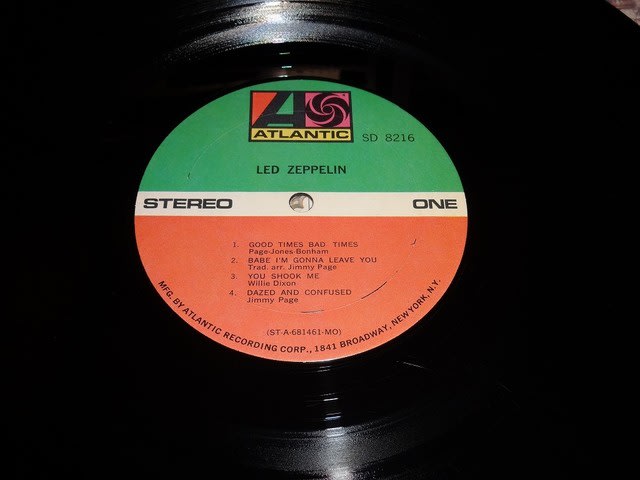 ATLANTIC
SD 8216
LED ZEPPELIN
STEREO
ONE
1. GOOD TIMES BAD TIMES
Page-Jones-Bonham
2. BABE I'M GONNA LEAVE YOU
Trad. arr. Jimmy Page
3. YOU SHOOK ME
Willie Dixon
4. DAZED AND CONFUSED
Jimmy Page
(ST-A-681461-MO)
MFG. BY ATLANTIC RECORDING CORP., 1841 BROADWAY, NEW YORK, N.Y.